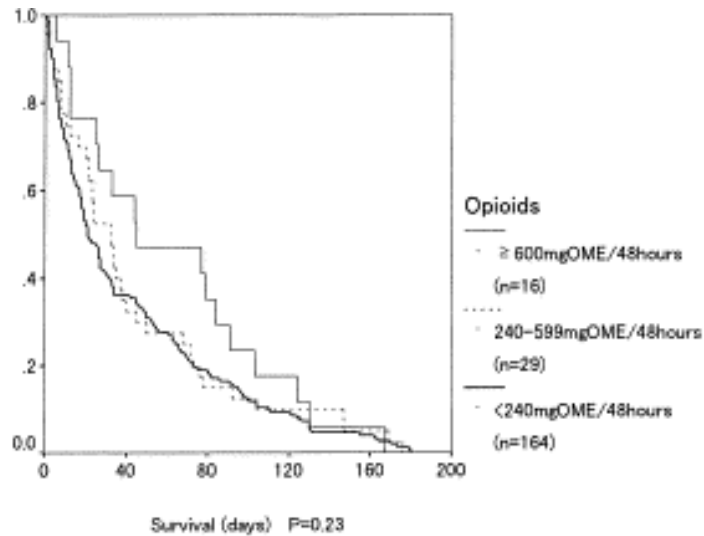 1.0
.8
.6
.4
.2
0.0
0 40 80 120 160 200
Survival (days) P=0.23
Opioids
≧600mgOME/48hours
(n=16)
240-599mgOME/48hours
(n=29)
<240mgOME/48hours
(n=164)